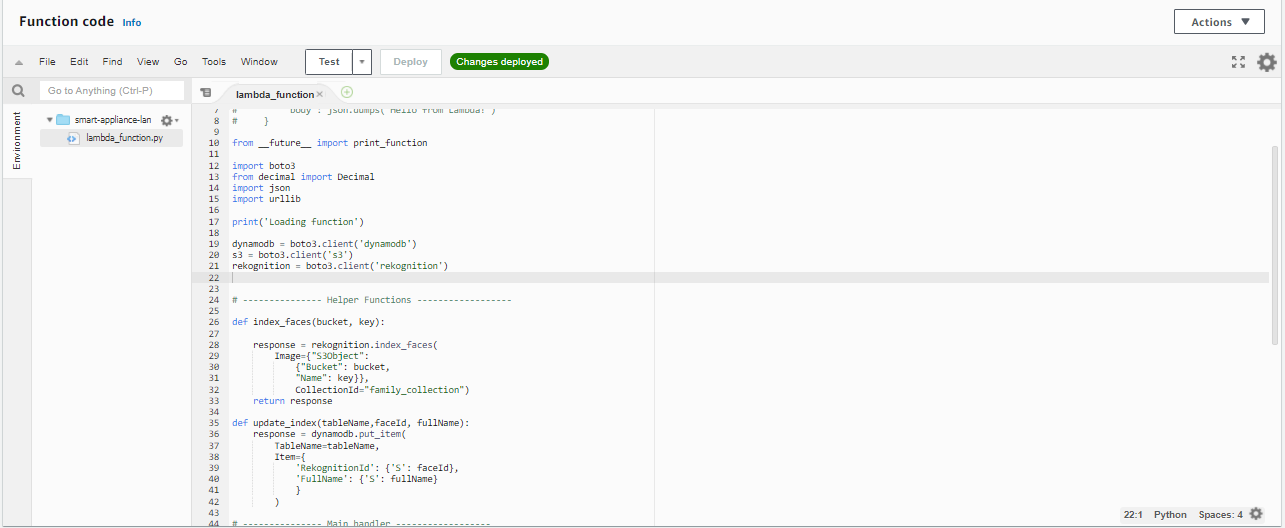 Function code Info
Actions ▼
File Edit Find View Go Tools Window Test Deploy Changes deployed
Go to Anything (Ctrl-P)
lambda_function ×
Environment
smart-appliance-lan
lambda_function.py
7 #          body : json.dumps( Hello from Lambda! )
8 #     }
9
10 from __future__ import print_function
11
12 import boto3
13 from decimal import Decimal
14 import json
15 import urllib
16
17 print('Loading function')
18
19 dynamodb = boto3.client('dynamodb')
20 s3 = boto3.client('s3')
21 rekognition = boto3.client('rekognition')
22
23
24 # --------------- Helper Functions ------------------
25
26 def index_faces(bucket, key):
27
28     response = rekognition.index_faces(
29         Image={"S3Object":
30             {"Bucket": bucket,
31             "Name": key}},
32             CollectionId="family_collection")
33     return response
34
35 def update_index(tableName,faceId, fullName):
36     response = dynamodb.put_item(
37         TableName=tableName,
38         Item={
39             'RekognitionId': {'S': faceId},
40             'FullName': {'S': fullName}
41             }
42         )
43
44 # --------------- Main handler ------------------
22:1 Python Spaces: 4